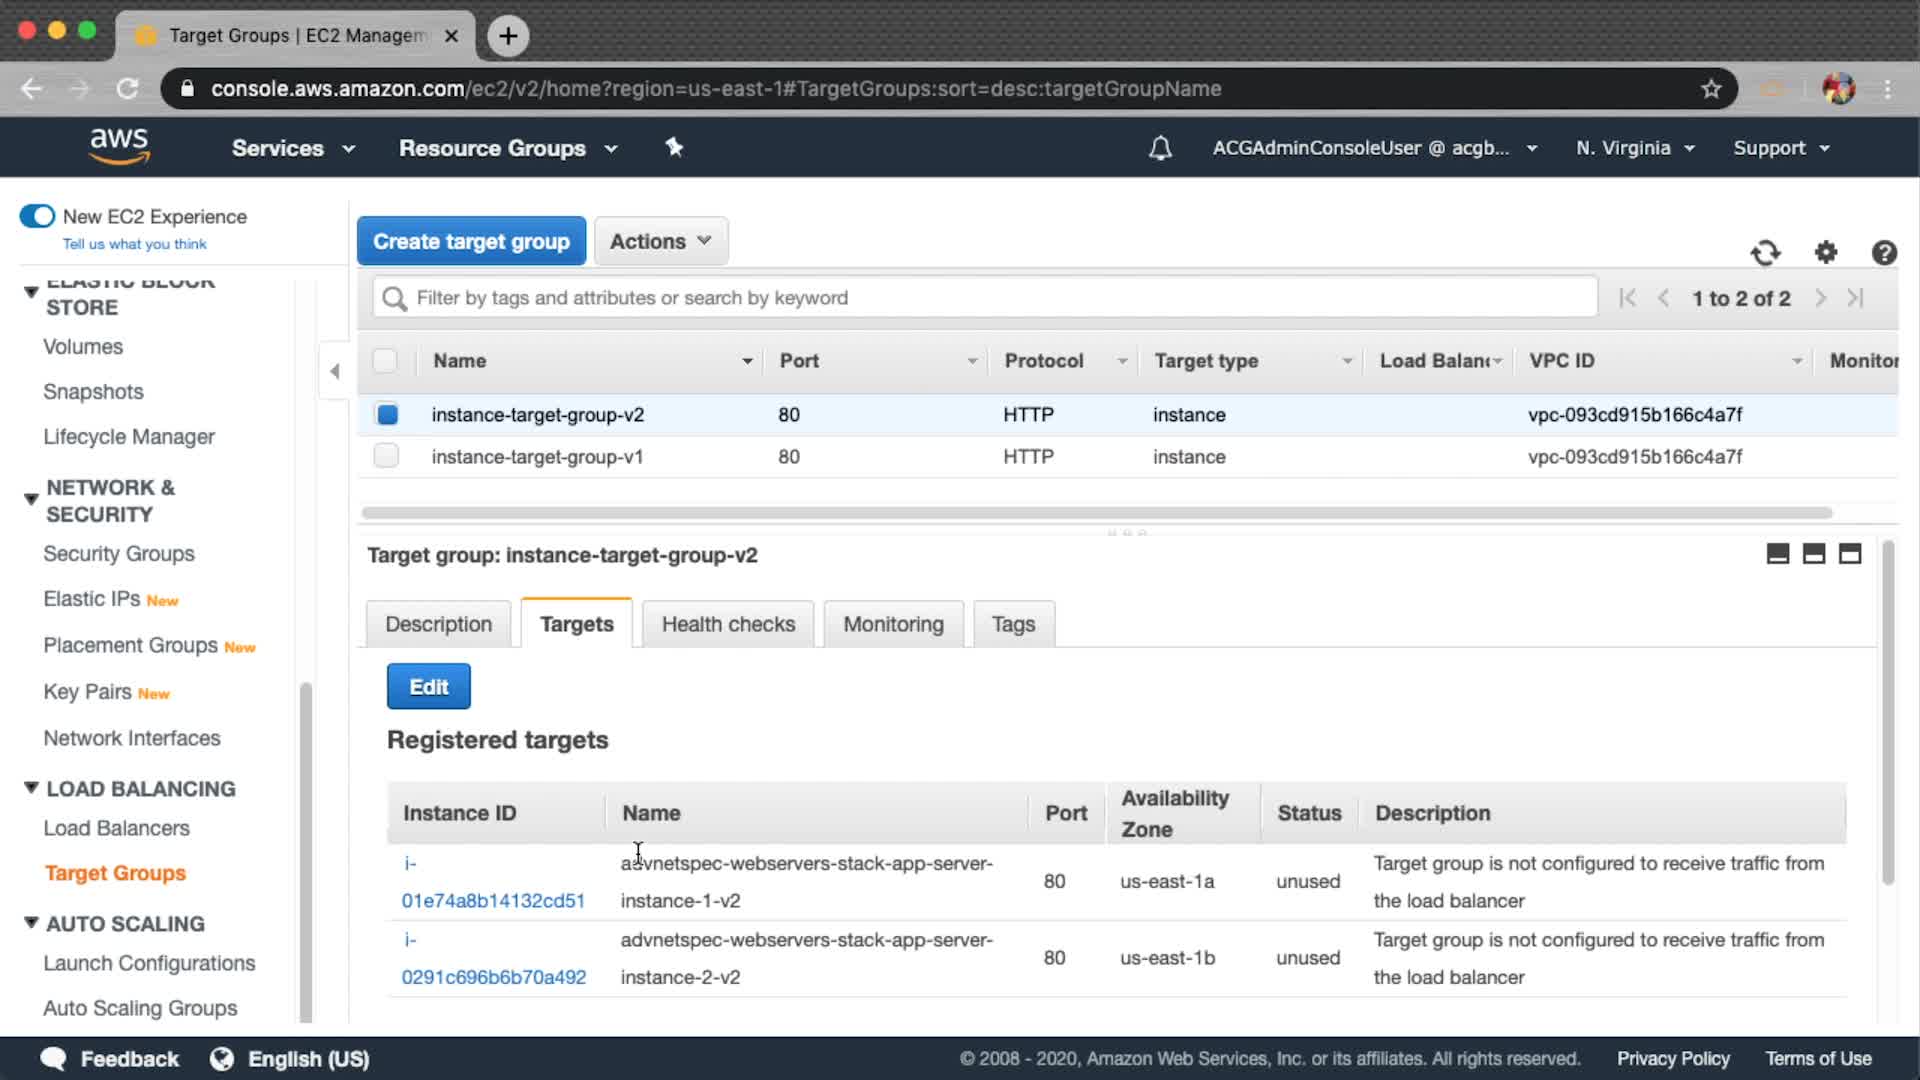 Target Groups | EC2 Managem
console.aws.amazon.com/ec2/v2/home?region=us-east-1#TargetGroups:sort=desc:targetGroupName
aws
Services
Resource Groups
ACGAdminConsoleUser @ acgb...
N. Virginia
Support
New EC2 Experience
Tell us what you think
ELASTIC BLOCK
STORE
Volumes
Snapshots
Lifecycle Manager
NETWORK &
SECURITY
Security Groups
Elastic IPs New
Placement Groups New
Key Pairs New
Network Interfaces
LOAD BALANCING
Load Balancers
Target Groups
AUTO SCALING
Launch Configurations
Auto Scaling Groups
Create target group
Actions
Filter by tags and attributes or search by keyword
1 to 2 of 2
Name Port Protocol Target type Load Balanc VPC ID Monitor
instance-target-group-v2 80 HTTP instance vpc-093cd915b166c4a7f
instance-target-group-v1 80 HTTP instance vpc-093cd915b166c4a7f
Target group: instance-target-group-v2
Description
Targets
Health checks
Monitoring
Tags
Edit
Registered targets
Instance ID Name Port Availability Zone Status Description
i-01e74a8b14132cd51 advnetspec-webservers-stack-app-server-instance-1-v2 80 us-east-1a unused Target group is not configured to receive traffic from the load balancer
i-0291c696b6b70a492 advnetspec-webservers-stack-app-server-instance-2-v2 80 us-east-1b unused Target group is not configured to receive traffic from the load balancer
Feedback
English (US)
© 2008 - 2020, Amazon Web Services, Inc. or its affiliates. All rights reserved.
Privacy Policy
Terms of Use